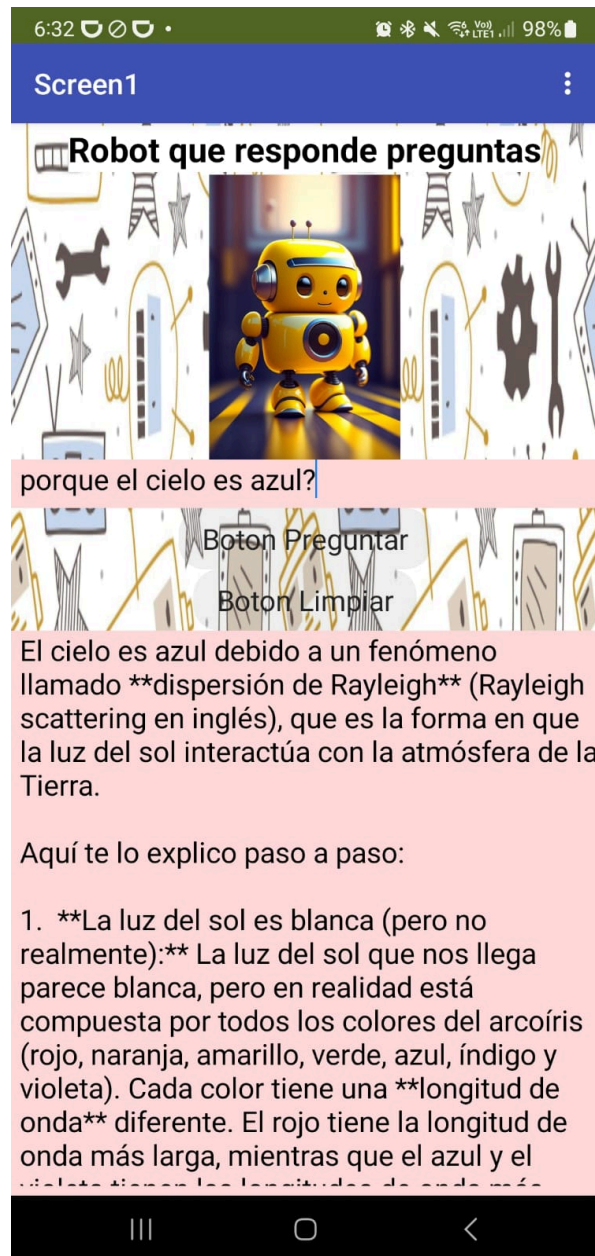 6:32
Vo)) LTE1 98%
Screen1
Robot que responde preguntas
porque el cielo es azul?
Boton Preguntar
Boton Limpiar
El cielo es azul debido a un fenómeno
llamado **dispersión de Rayleigh** (Rayleigh
scattering en inglés), que es la forma en que
la luz del sol interactúa con la atmósfera de la
Tierra.
Aquí te lo explico paso a paso:
1.  **La luz del sol es blanca (pero no
realmente):** La luz del sol que nos llega
parece blanca, pero en realidad está
compuesta por todos los colores del arcoíris
(rojo, naranja, amarillo, verde, azul, índigo y
violeta). Cada color tiene una **longitud de
onda** diferente. El rojo tiene la longitud de
onda más larga, mientras que el azul y el